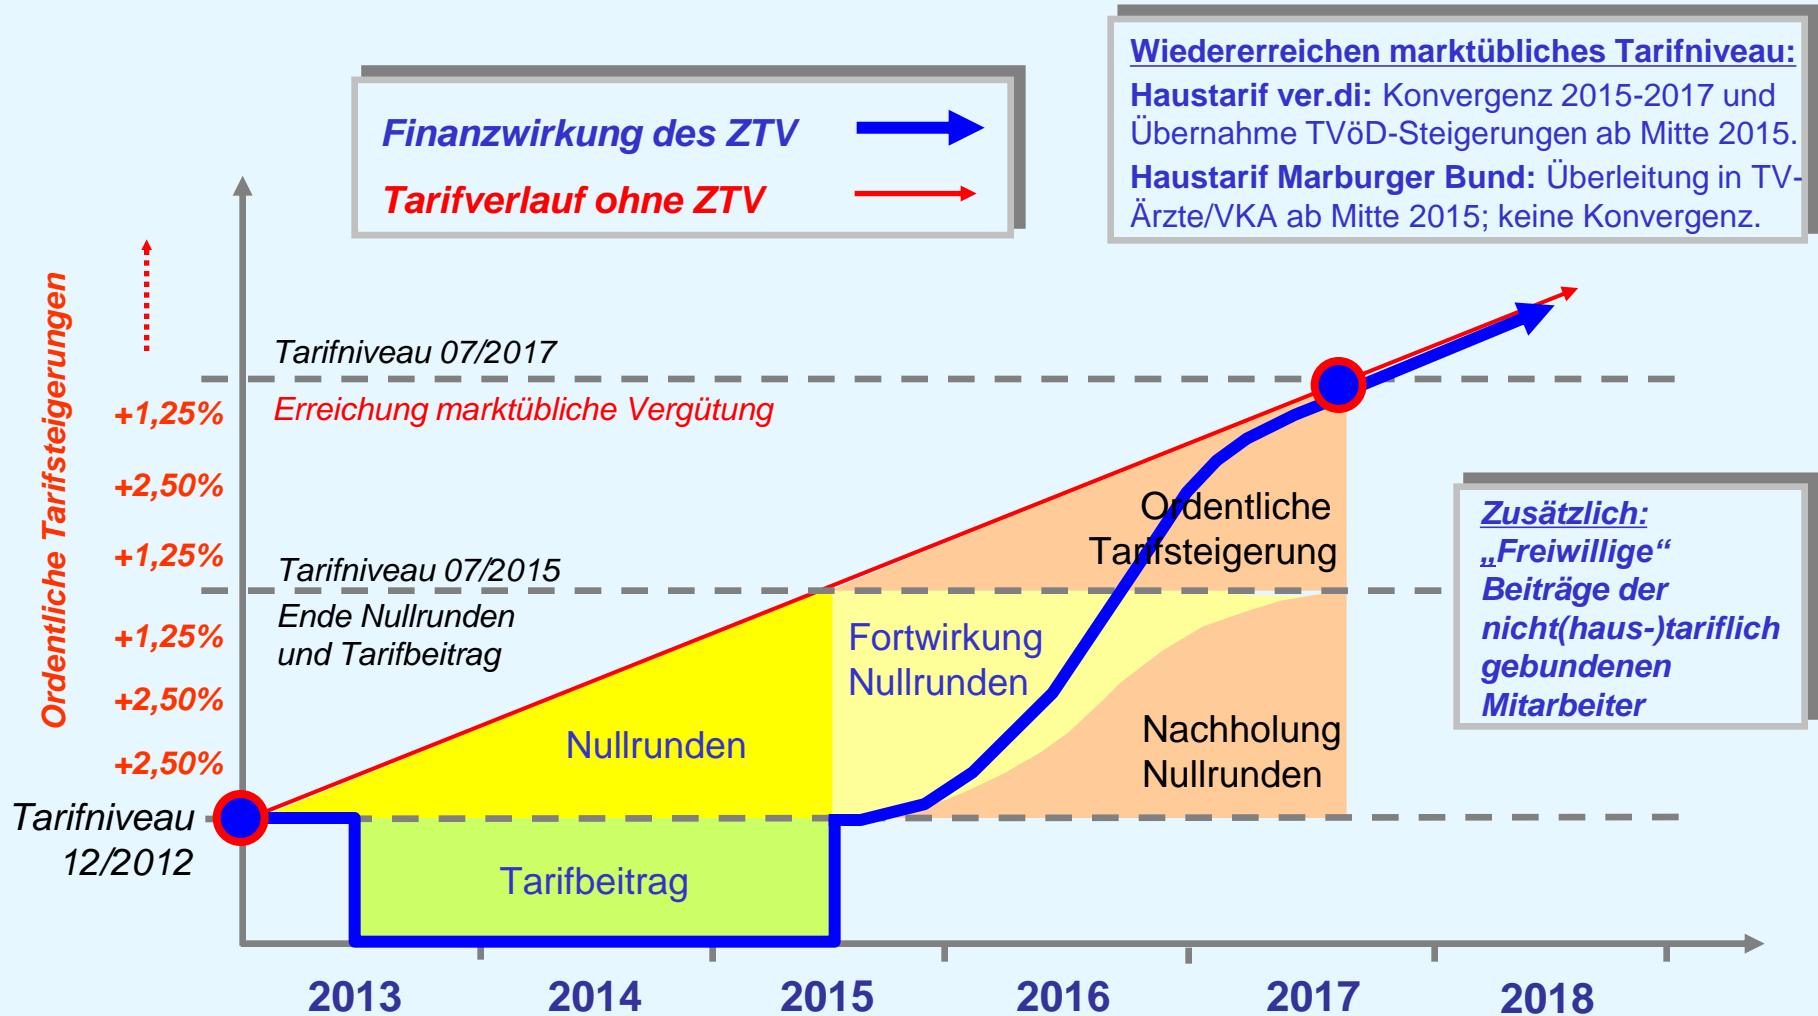 Wiedererreichen marktübliches Tarifniveau:
Haustarif ver.di: Konvergenz 2015-2017 und
Übernahme TVöD-Steigerungen ab Mitte 2015.
Haustarif Marburger Bund: Überleitung in TV-
Ärzte/VKA ab Mitte 2015; keine Konvergenz.
Finanzwirkung des ZTV
Tarifverlauf ohne ZTV
Ordentliche Tarifsteigerungen
Tarifniveau 07/2017
Erreichung marktübliche Vergütung
+1,25%
+2,50%
+1,25%
Tarifniveau 07/2015
Ende Nullrunden
und Tarifbeitrag
+1,25%
+2,50%
+2,50%
Tarifniveau
12/2012
Ordentliche
Tarifsteigerung
Fortwirkung
Nullrunden
Nullrunden
Nachholung
Nullrunden
Tarifbeitrag
Zusätzlich:
„Freiwillige“
Beiträge der
nicht(haus-)tariflich
gebundenen
Mitarbeiter
2013
2014
2015
2016
2017
2018